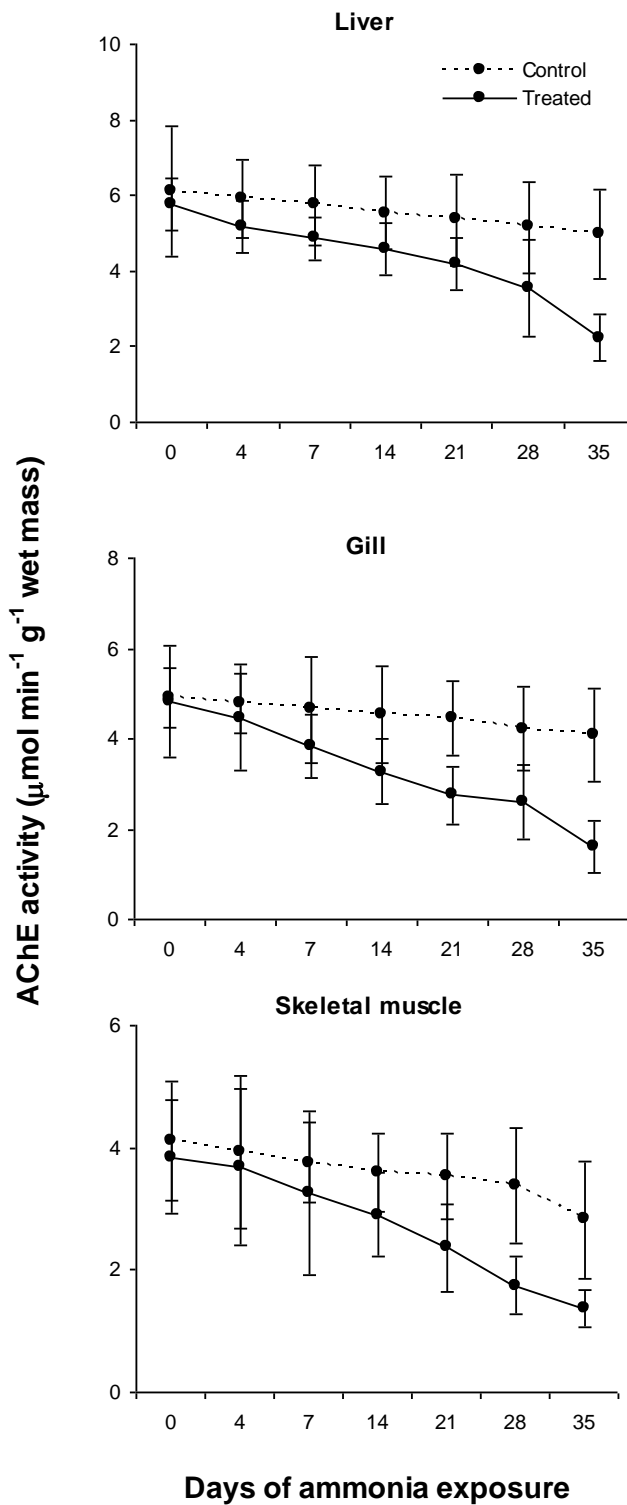 Liver
Control
Treated
10
8
6
4
2
0
0 4 7 14 21 28 35
Gill
8
6
4
2
0
0 4 7 14 21 28 35
AChE activity (μmol min⁻¹ g⁻¹ wet mass)
Skeletal muscle
6
4
2
0
0 4 7 14 21 28 35
Days of ammonia exposure